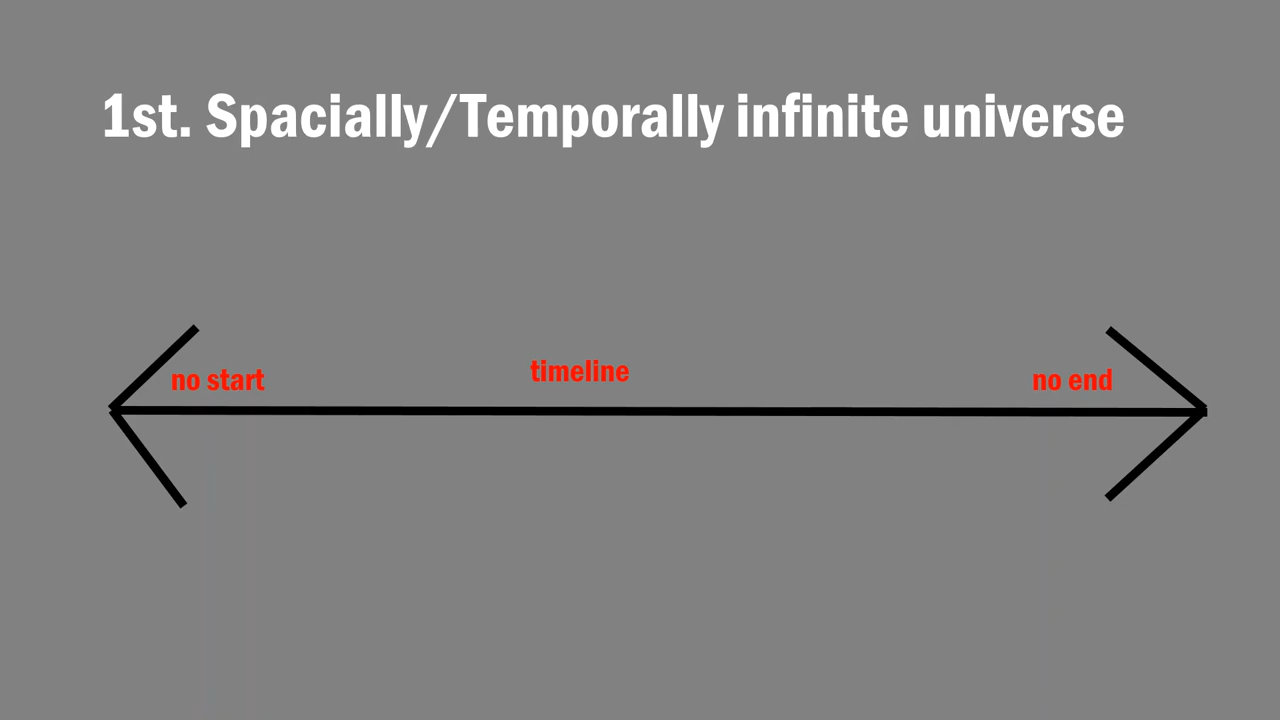 1st. Spacially/Temporally infinite universe
timeline
no start
no end